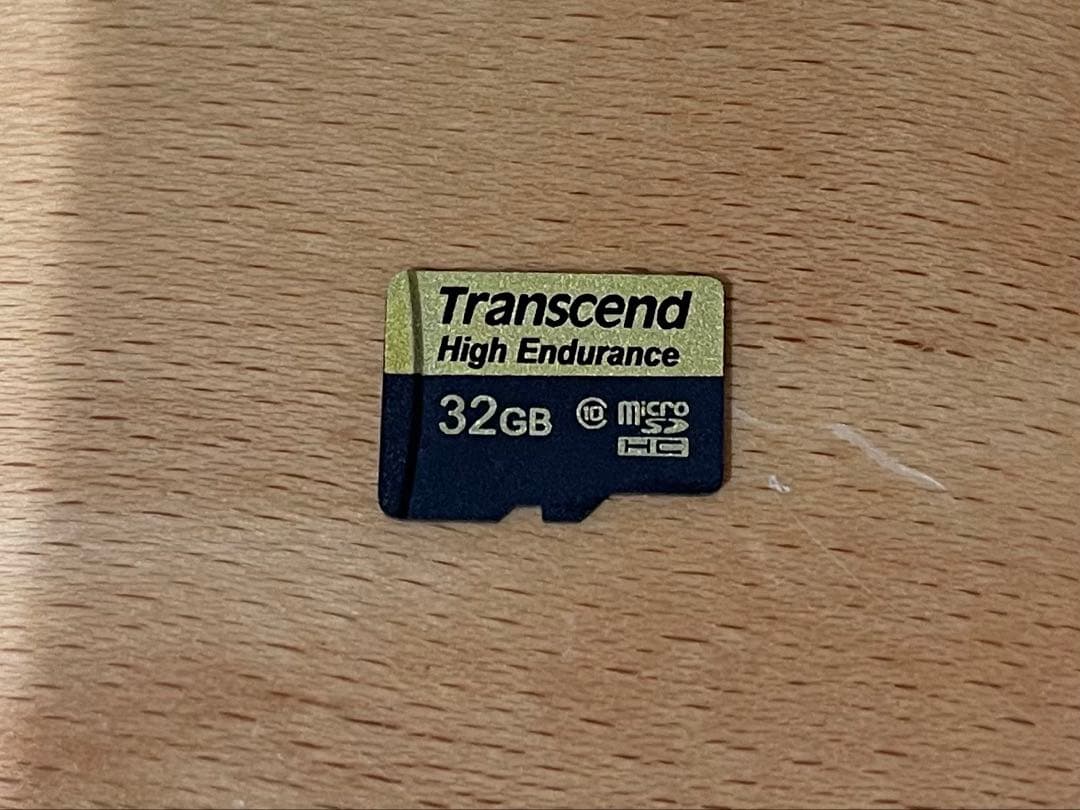 Transcend
High Endurance
32GB 10 micro
SD
HC